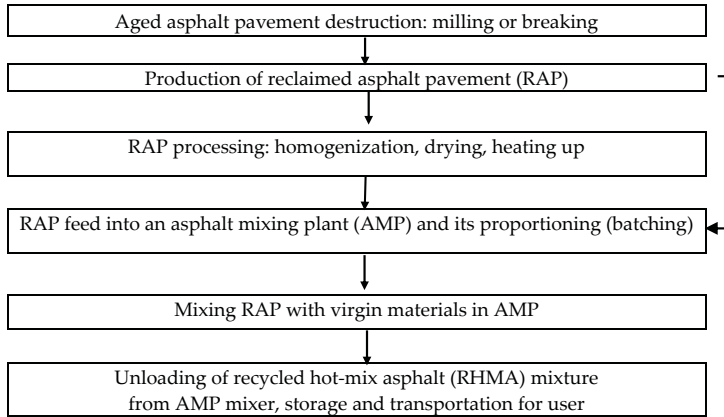 Aged asphalt pavement destruction: milling or breaking
Production of reclaimed asphalt pavement (RAP)
RAP processing: homogenization, drying, heating up
RAP feed into an asphalt mixing plant (AMP) and its proportioning (batching)
Mixing RAP with virgin materials in AMP
Unloading of recycled hot-mix asphalt (RHMA) mixture
from AMP mixer, storage and transportation for user